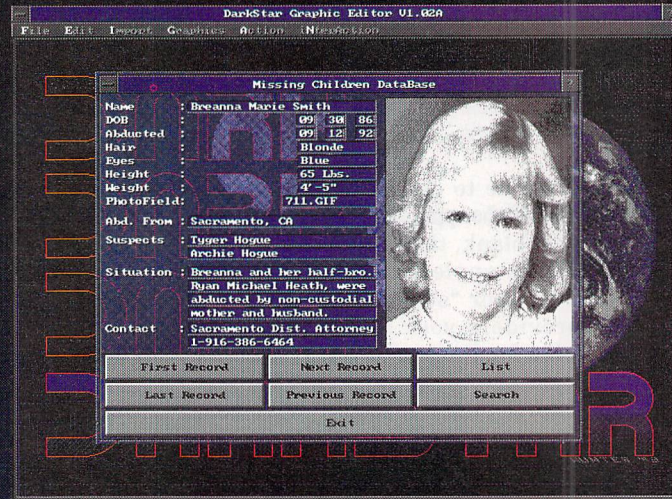 DarkStar Graphic Editor V1.02A
File Edit Import Graphics Action iNterAction
Missing Children DataBase
Name : Breanna Marie Smith
DOB : 09 30 86
Abducted : 09 12 92
Hair : Blonde
Eyes : Blue
Height : 65 Lbs.
Weight : 4'-5"
PhotoField: 711.GIF
Abd. From : Sacramento, CA
Suspects : Tyger Hogue
Archie Hogue
Situation : Breanna and her half-bro.
Ryan Michael Heath, were
abducted by non-custodial
mother and husband.
Contact : Sacramento Dist. Attorney
1-916-386-6464
First Record Next Record List
Last Record Previous Record Search
Exit